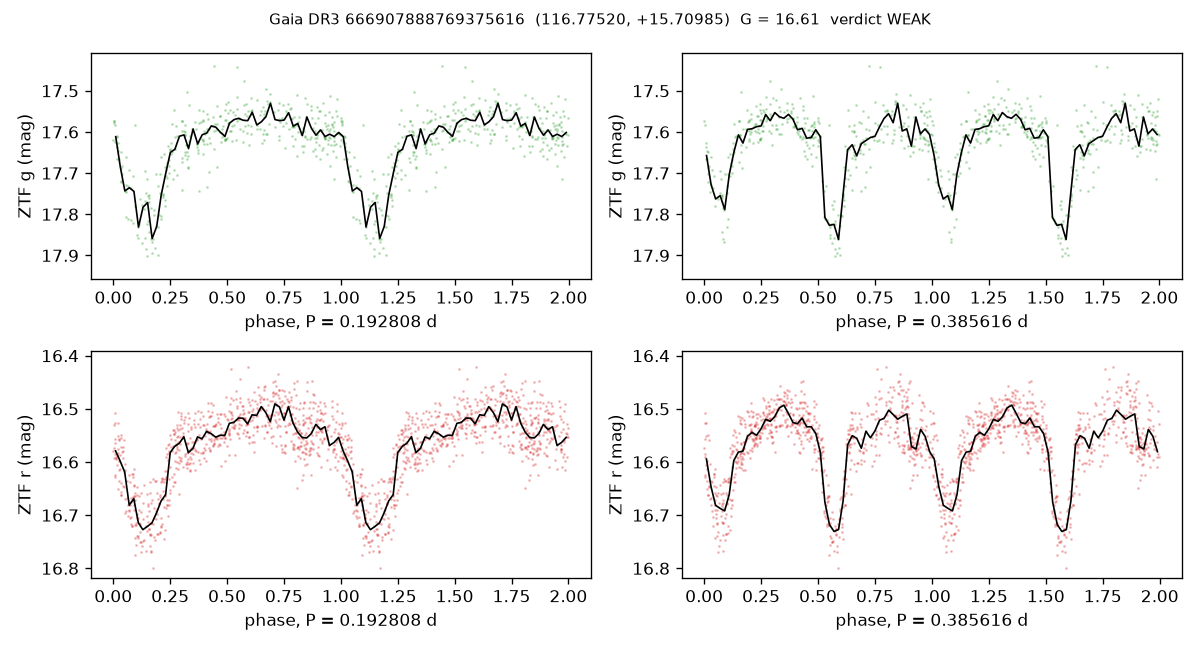 Gaia DR3 666907888769375616 (116.77520, +15.70985) G = 16.61 verdict WEAK
ZTF g (mag)
17.5
17.6
17.7
17.8
17.9
0.00 0.25 0.50 0.75 1.00 1.25 1.50 1.75 2.00
phase, P = 0.192808 d
ZTF g (mag)
17.5
17.6
17.7
17.8
17.9
0.00 0.25 0.50 0.75 1.00 1.25 1.50 1.75 2.00
phase, P = 0.385616 d
ZTF r (mag)
16.4
16.5
16.6
16.7
16.8
0.00 0.25 0.50 0.75 1.00 1.25 1.50 1.75 2.00
phase, P = 0.192808 d
ZTF r (mag)
16.4
16.5
16.6
16.7
16.8
0.00 0.25 0.50 0.75 1.00 1.25 1.50 1.75 2.00
phase, P = 0.385616 d